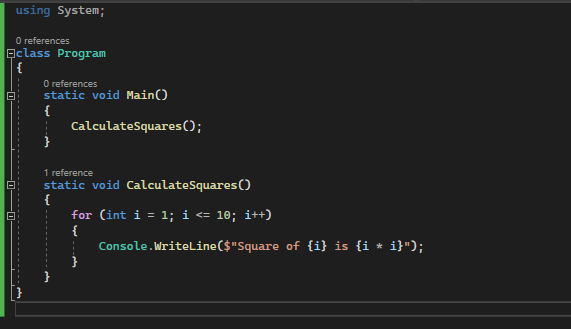 using System;
0 references
class Program
{
0 references
static void Main()
{
CalculateSquares();
}
1 reference
static void CalculateSquares()
{
for (int i = 1; i <= 10; i++)
{
Console.WriteLine($"Square of {i} is {i * i}");
}
}
}